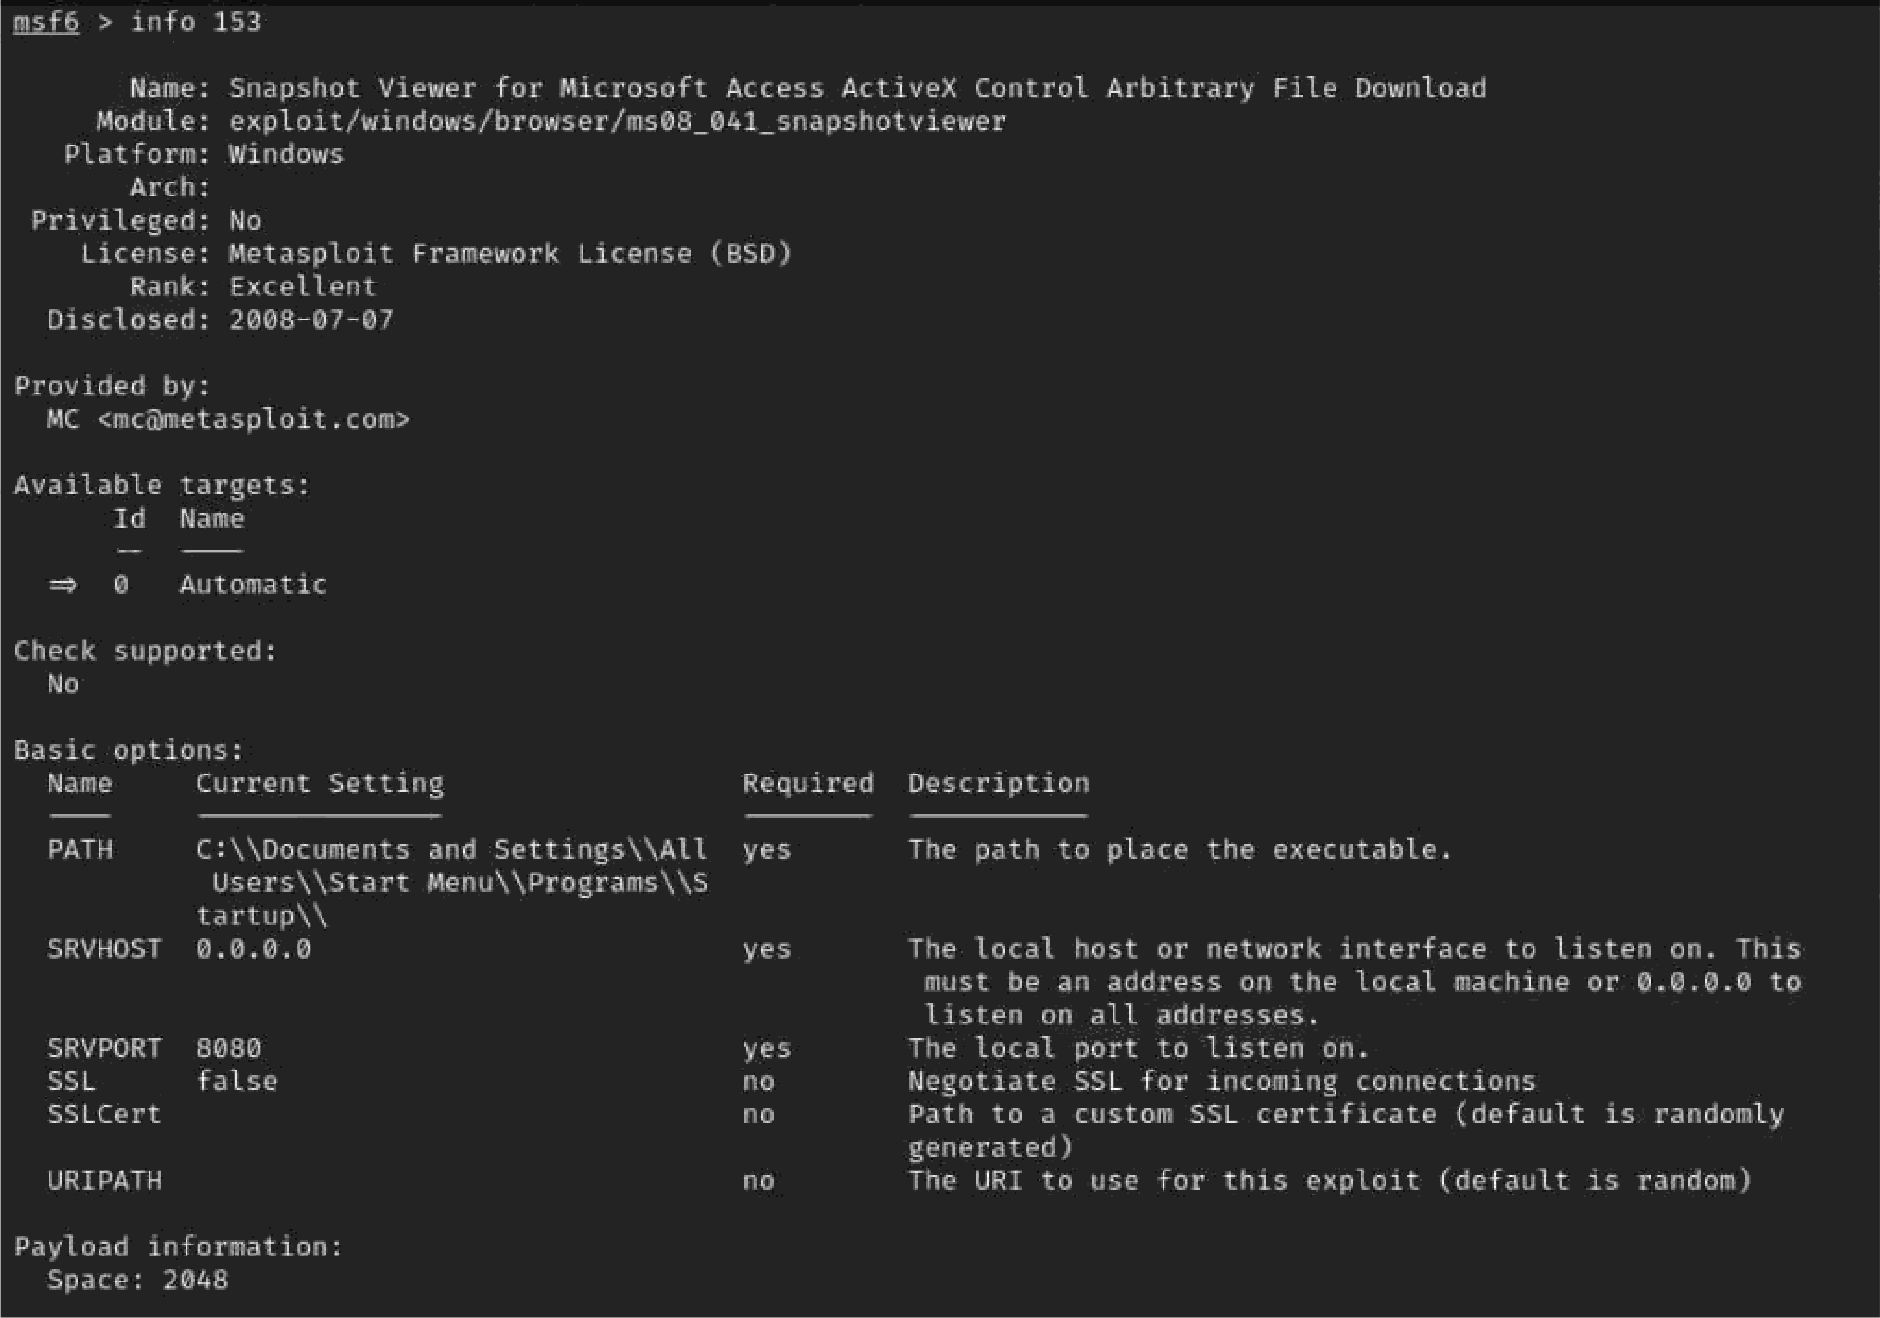 msf6 > info 153
Name: Snapshot Viewer for Microsoft Access ActiveX Control Arbitrary File Download
Module: exploit/windows/browser/ms08_041_snapshotviewer
Platform: Windows
Arch:
Privileged: No
License: Metasploit Framework License (BSD)
Rank: Excellent
Disclosed: 2008-07-07
Provided by:
MC <mc@metasploit.com>
Available targets:
Id  Name
--  ----
=>  0   Automatic
Check supported:
No
Basic options:
Name     Current Setting                  Required  Description
----     ---------------                  --------  -----------
PATH     C:\\Documents and Settings\\All  yes       The path to place the executable.
Users\\Start Menu\\Programs\\S
tartup\\
SRVHOST  0.0.0.0                          yes       The local host or network interface to listen on. This
must be an address on the local machine or 0.0.0.0 to
listen on all addresses.
SRVPORT  8080                             yes       The local port to listen on.
SSL      false                            no        Negotiate SSL for incoming connections
SSLCert                                   no        Path to a custom SSL certificate (default is randomly
generated)
URIPATH                                   no        The URI to use for this exploit (default is random)
Payload information:
Space: 2048